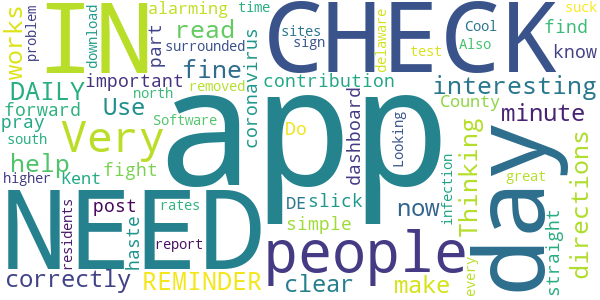 works
problem
IN
download
alarming
time
read
part
surrounded
CHECK
sites
Cool
sign
Also
delaware
suck
find
know
important
fine
coronavirus
removed
contribution
test
interesting
DAILY
Use
north
forward
pray
Software
Very
app
Do
dashboard
Looking
County
minute
day
Thinking
directions
south
help
fight
higher
Kent
NEED
residents
post
haste
rates
report
DE
slick
now
simple
infection
great
every
straight
people
correctly
REMINDER
clear
make